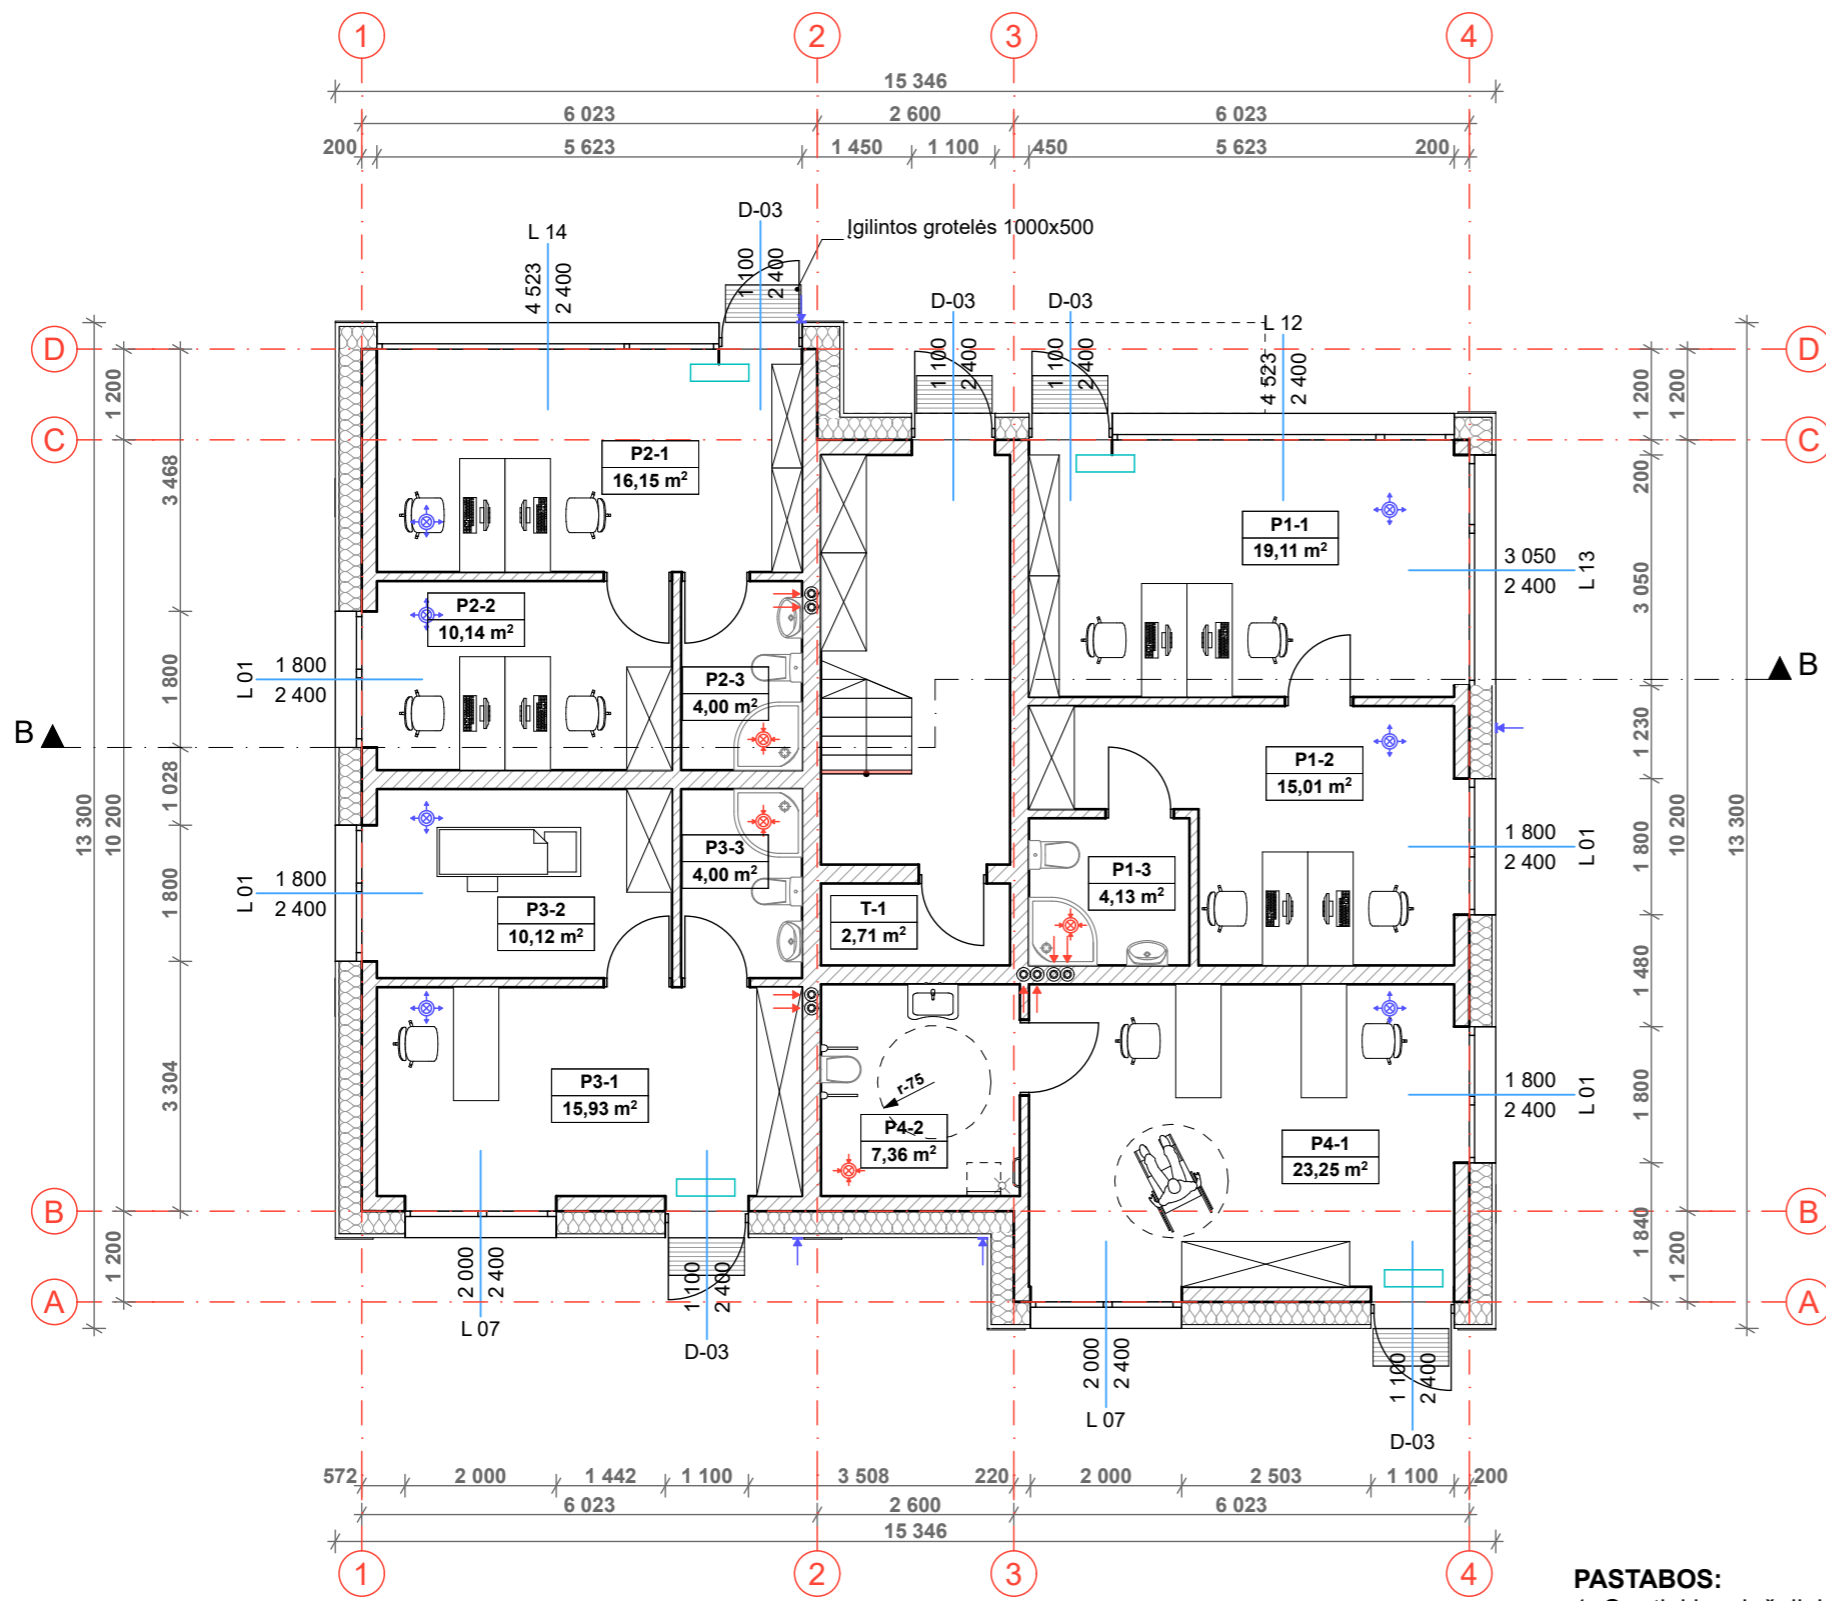 1 2 3 4
15 346
6 023 2 600 6 023
200 5 623 1 450 1 100 450 5 623 200
D-03
L 14
Įgilintos grotelės 1000x500
4 523
2 400
1 100
2 400
D-03
D-03
L 12
1 100
2 400
1 100
2 400
4 523
2 400
D
D
C
C
1 200
3 468
1 800
1 028
1 800
3 304
1 200
10 200
13 300
1 200
200
3 050
1 230
1 800
1 480
1 800
1 840
1 200
10 200
1 200
13 300
P2-1
16,15 m²
P1-1
19,11 m²
3 050
2 400
L 13
P2-2
10,14 m²
L 01
1 800
2 400
P2-3
4,00 m²
B
B
P1-2
15,01 m²
1 800
2 400
L 01
P3-3
4,00 m²
L 01
1 800
2 400
P3-2
10,12 m²
T-1
2,71 m²
P1-3
4,13 m²
P3-1
15,93 m²
r-75
P4-2
7,36 m²
P4-1
23,25 m²
1 800
2 400
L 01
B
B
A
A
2 000
2 400
L 07
1 100
2 400
D-03
2 000
2 400
L 07
1 100
2 400
D-03
572 2 000 1 442 1 100 3 508 220 2 000 2 503 1 100 200
6 023 2 600 6 023
15 346
1 2 3 4
PASTABOS: